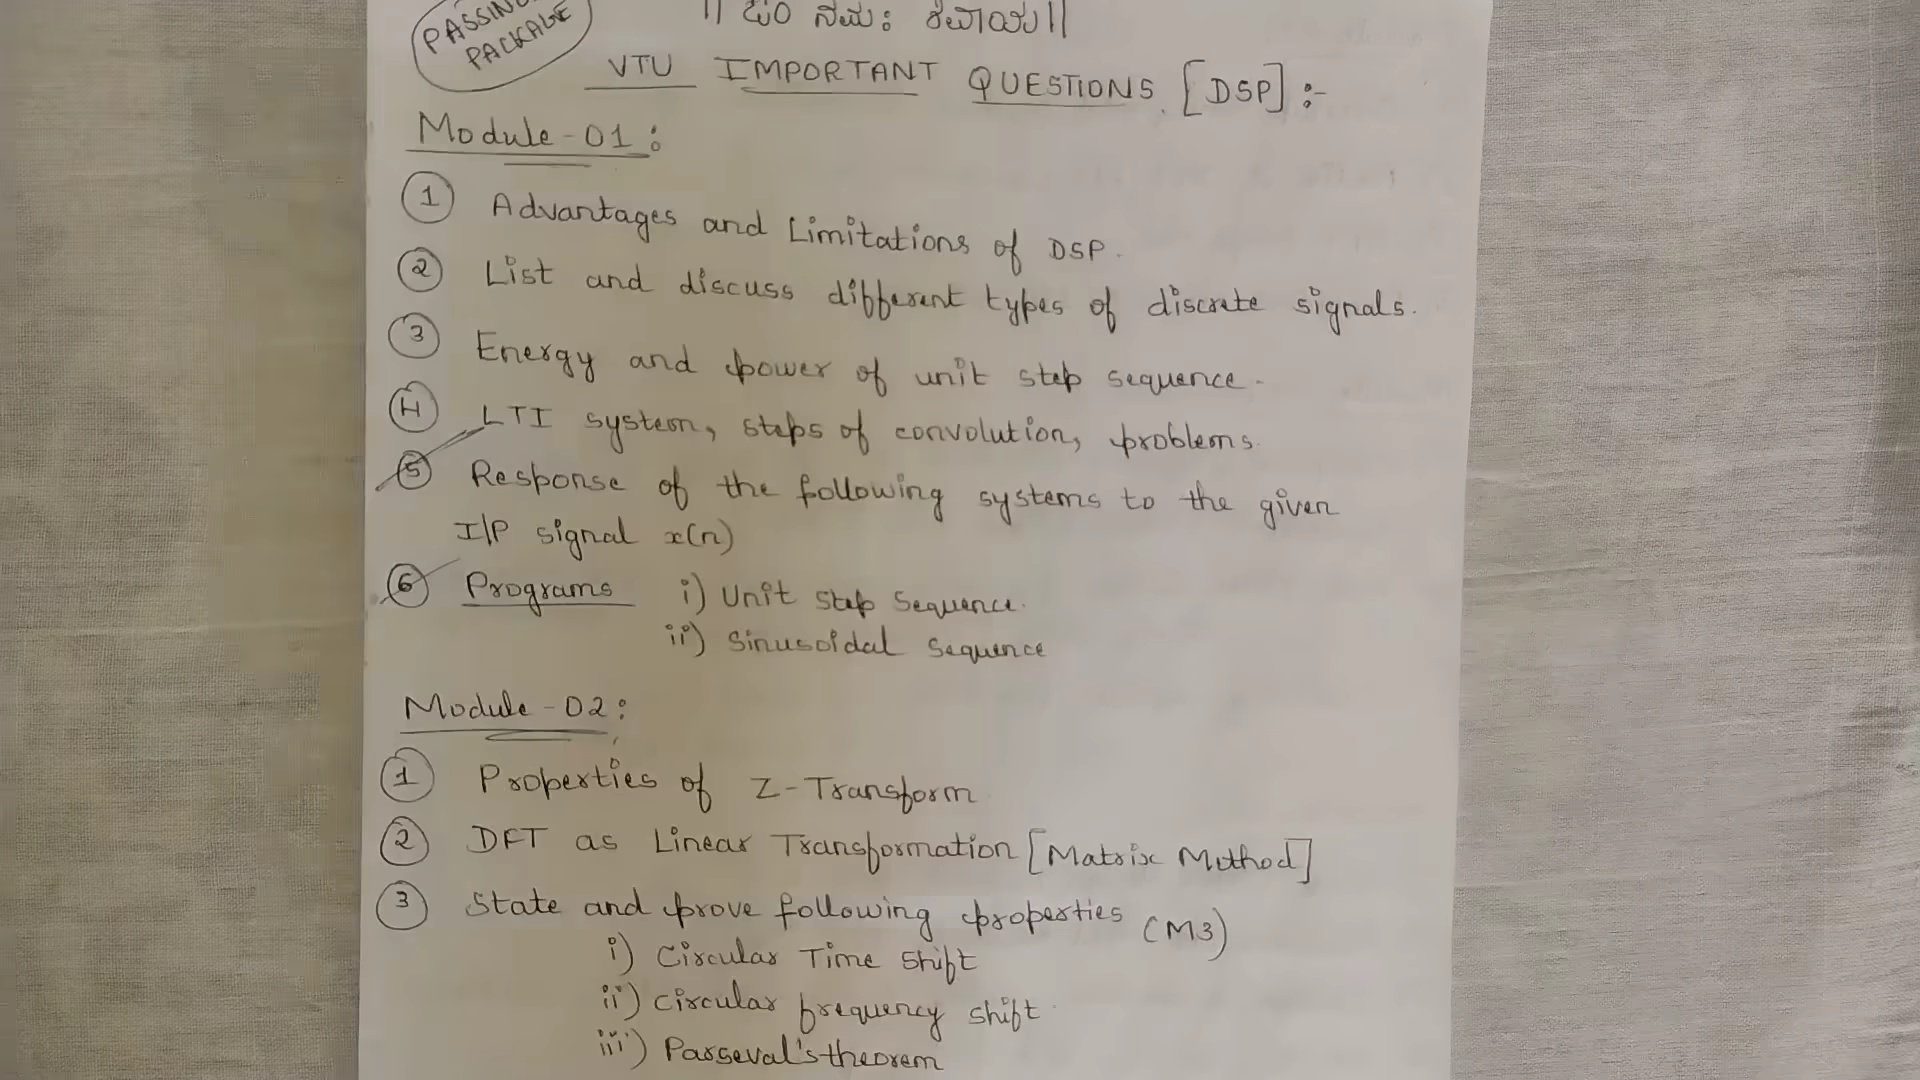 PASSING
PACKAGE
|| ಓಂ ನಮಃ ಶಿವಾಯ ||
VTU IMPORTANT QUESTIONS [DSP] :-
Module - 01 :
1 Advantages and Limitations of DSP.
2 List and discuss different types of discrete signals.
3 Energy and power of unit step sequence.
4 LTI system, steps of convolution, problems.
5 Response of the following systems to the given
I/P signal x(n)
6 Programs i) Unit Step Sequence.
ii) Sinusoidal Sequence
Module - 02 :
1 Properties of Z-Transform
2 DFT as Linear Transformation [Matrix Method]
3 State and prove following properties (M3)
i) Circular Time Shift
ii) Circular frequency shift
iii) Parseval's theorem